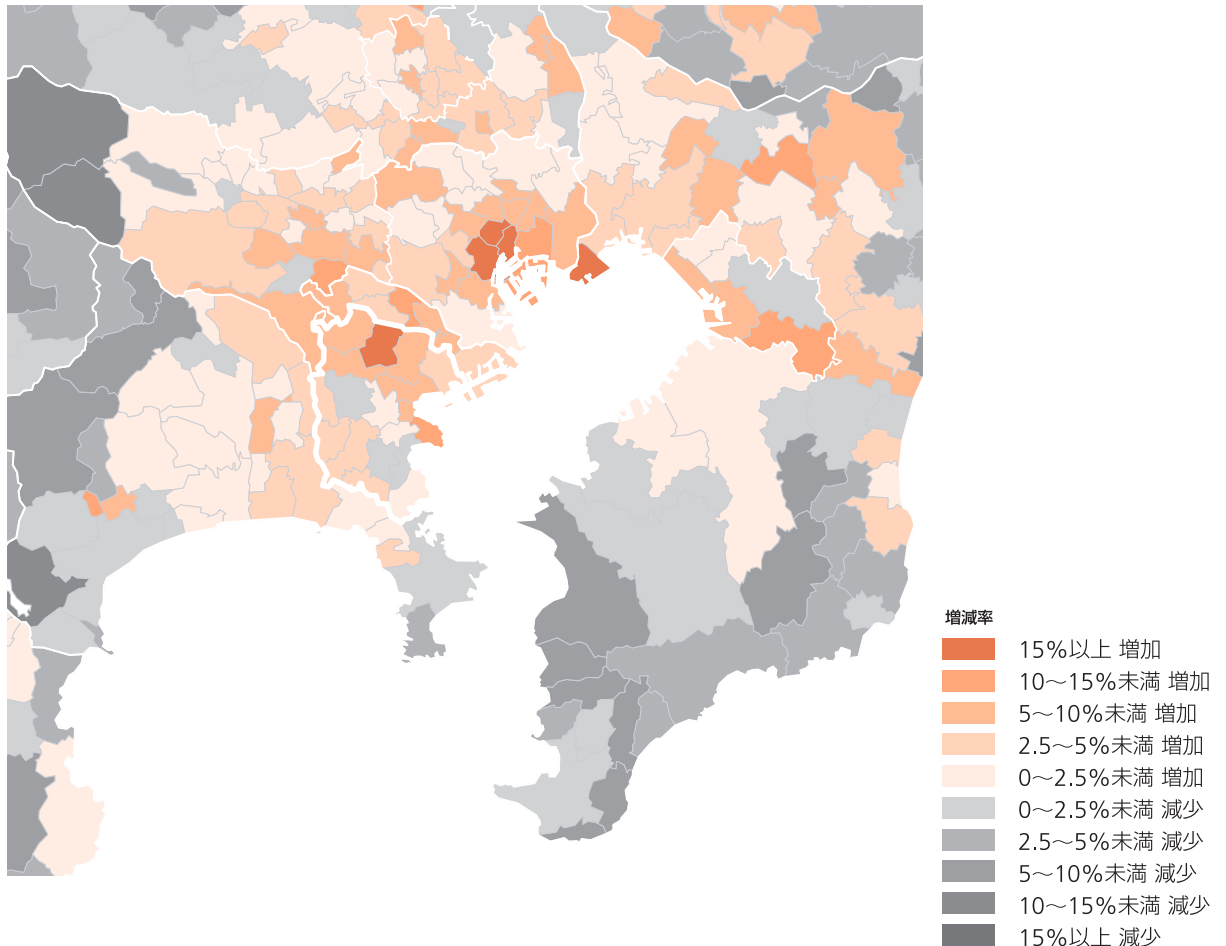 増減率
15%以上 増加
10〜15%未満 増加
5〜10%未満 増加
2.5〜5%未満 増加
0〜2.5%未満 増加
0〜2.5%未満 減少
2.5〜5%未満 減少
5〜10%未満 減少
10〜15%未満 減少
15%以上 減少